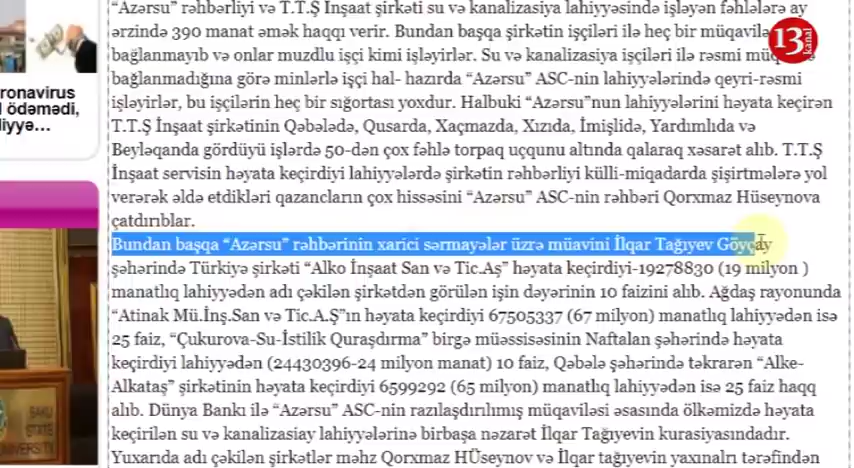 "Azərsu" rəhbərliyi və T.T.Ş İnşaat şirkəti su və kanalizasiya lahiyyəsində işləyən fəhlələrə ay
ərzində 390 manat əmək haqqı verir. Bundan başqa şirkətin işçiləri ilə heç bir müqavilə
bağlanmayıb və onlar muzdlu işçi kimi işləyirlər. Su və kanalizasiya işçiləri ilə rəsmi
bağlanmadığına görə minlərlə işçi hal- hazırda "Azərsu" ASC-nin lahiyyələrində qeyri-rəsmi
işləyirlər, bu işçilərin heç bir sığortası yoxdur. Halbuki "Azərsu"nun lahiyyələrini həyata keçirən
T.T.Ş İnşaat şirkətinin Qəbələdə, Qusarda, Xaçmazda, Xızıda, İmişlidə, Yardımlıda və
Beyləqanda gördüyü işlərdə 50-dən çox fəhlə torpaq uçqunu altında qalaraq xəsarət alıb. T.T.Ş
İnşaat servisin həyata keçirdiyi lahiyyələrdə şirkətin rəhbərliyi külli-miqadarda şişirtmələrə yol
verərək əldə etdikləri qazancların çox hissəsini "Azərsu" ASC-nin rəhbəri Qorxmaz Hüseynova
çatdırıblar.
Bundan başqa "Azərsu" rəhbərinin xarici sərmayələr üzrə müavini İlqar Tağıyev Göyçay
şəhərində Türkiyə şirkəti "Alko İnşaat San və Tic.Aş" həyata keçirdiyi-19278830 (19 milyon )
manatlıq lahiyyədən adı çəkilən şirkətdən görülən işin dəyərinin 10 faizini alıb. Ağdaş rayonunda
"Atinak Mü.İnş.San və Tic.A.Ş"ın həyata keçirdiyi 67505337 (67 milyon) manatlıq lahiyyədən isə
25 faiz, "Çukurova-Su-İstilik Quraşdırma" birgə müəssisəsinin Naftalan şəhərində həyata
keçirdiyi lahiyyədən (24430396-24 milyon manat) 10 faiz, Qəbələ şəhərində təkrarən "Alke-
Alkataş" şirkətinin həyata keçirdiyi 6599292 (65 milyon) manatlıq lahiyyədən isə 25 faiz haqq
alıb. Dünya Bankı ilə "Azərsu" ASC-nin razılaşdırılmış müqaviləsi əsasında ölkəmizdə həyata
keçirilən su və kanalizasiay lahiyyələrinə birbaşa nəzarət İlqar Tağıyevin kurasiyasındadır.
Yuxarıda adı çəkilən şirkətlər məhz Qorxmaz HÜseynov və İlqar tağıyevin yaxınları tərəfindən
13 kanal
ronavirus
ödəmədi,
liyyə...
BAKU
STATE
UNIVERSITY